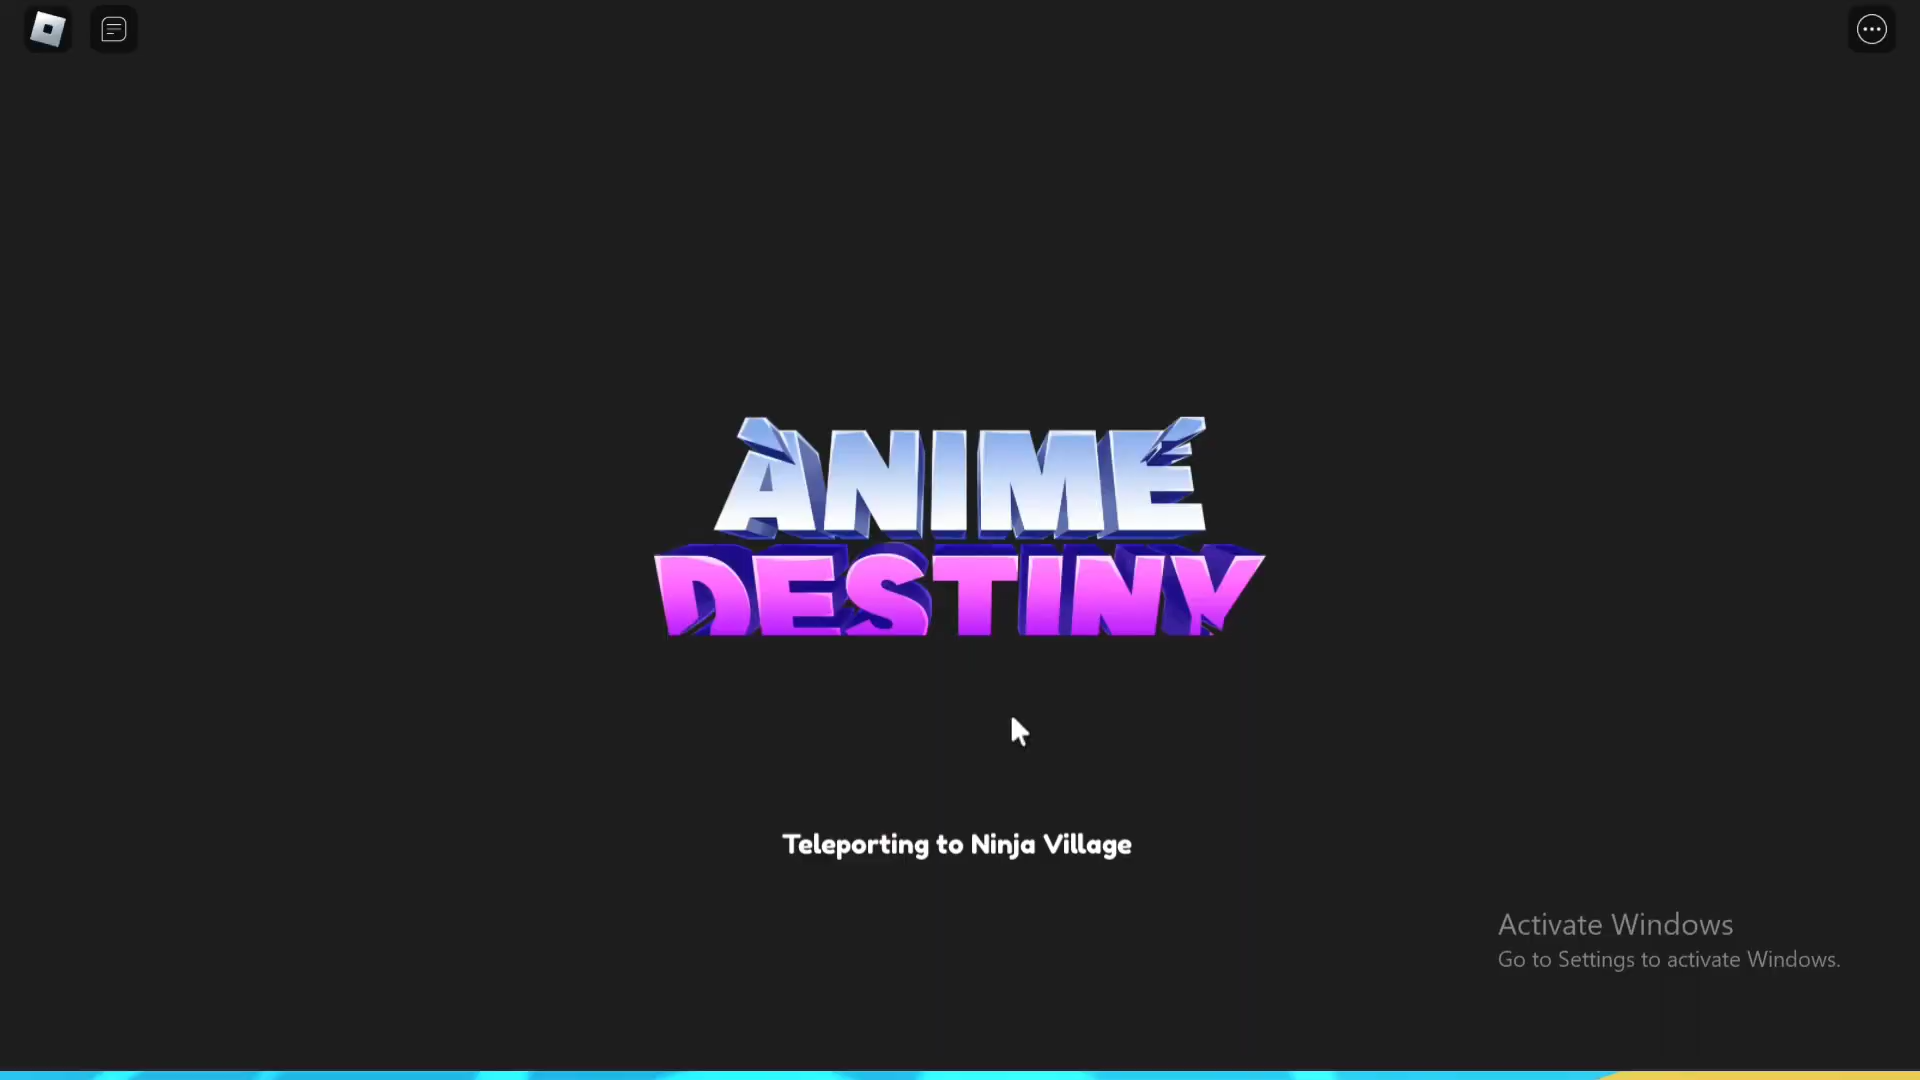 ANIME
DESTINY
Teleporting to Ninja Village
Activate Windows
Go to Settings to activate Windows.